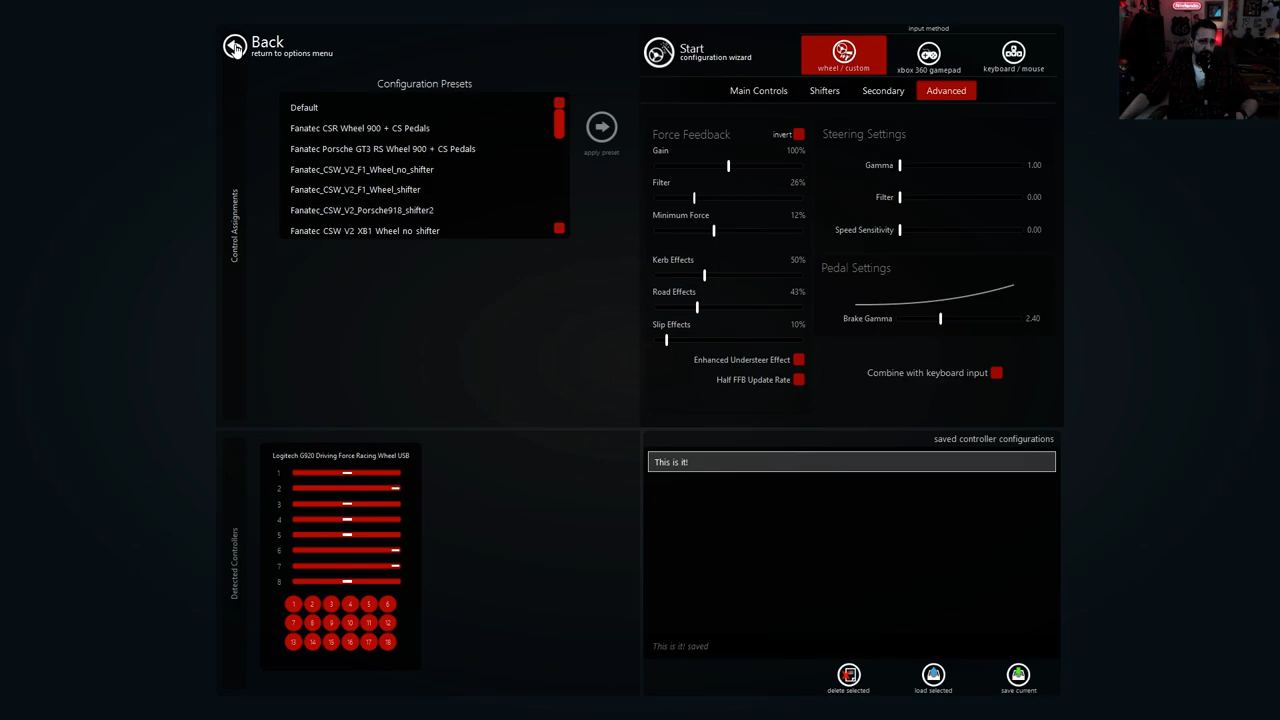 Back
return to options menu
Configuration Presets
Default
Fanatec CSR Wheel 900 + CS Pedals
Fanatec Porsche GT3 RS Wheel 900 + CS Pedals
Fanatec_CSW_V2_F1_Wheel_no_shifter
Fanatec_CSW_V2_F1_Wheel_shifter
Fanatec_CSW_V2_Porsche918_shifter2
Fanatec CSW V2 XB1 Wheel no shifter
apply preset
Control Assignments
input method
Start
configuration wizard
wheel / custom
xbox 360 gamepad
keyboard / mouse
Main Controls
Shifters
Secondary
Advanced
Force Feedback
invert
Gain 100%
Filter 26%
Minimum Force 12%
Kerb Effects 50%
Road Effects 43%
Slip Effects 10%
Enhanced Understeer Effect
Half FFB Update Rate
Steering Settings
Gamma 1.00
Filter 0.00
Speed Sensitivity 0.00
Pedal Settings
Brake Gamma 2.40
Combine with keyboard input
Detected Controllers
Logitech G920 Driving Force Racing Wheel USB
1
2
3
4
5
6
7
8
1 2 3 4 5 6
7 8 9 10 11 12
13 14 15 16 17 18
saved controller configurations
This is it!
This is it! saved
delete selected
load selected
save current
Nintendo